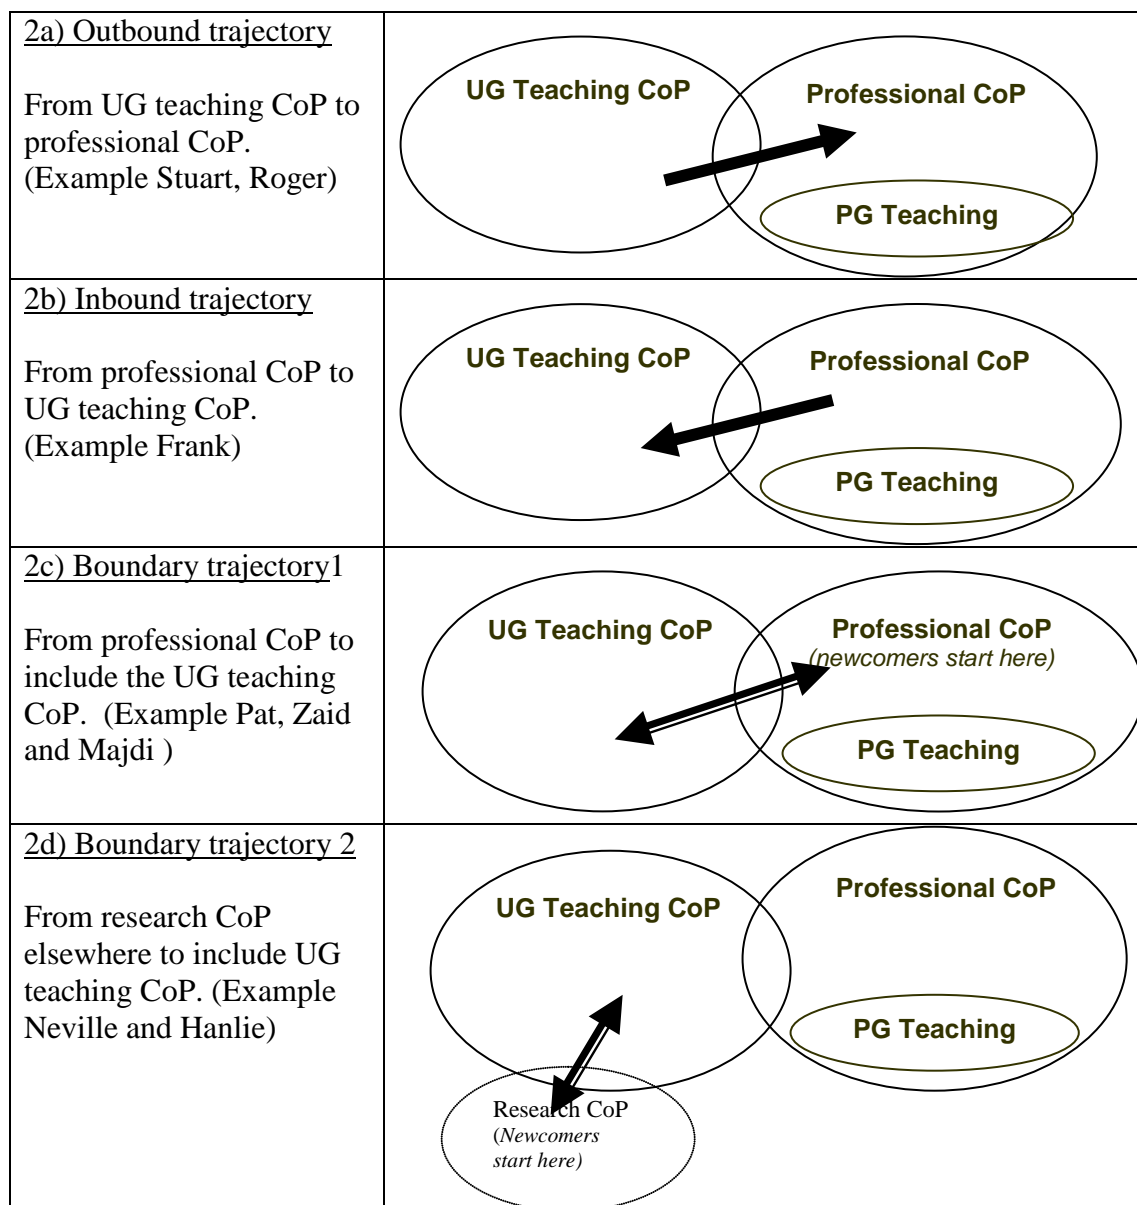 2a) Outbound trajectory
From UG teaching CoP to
professional CoP.
(Example Stuart, Roger)
UG Teaching CoP
Professional CoP
PG Teaching
2b) Inbound trajectory
From professional CoP to
UG teaching CoP.
(Example Frank)
UG Teaching CoP
Professional CoP
PG Teaching
2c) Boundary trajectory1
From professional CoP to
include the UG teaching
CoP.  (Example Pat, Zaid
and Majdi )
UG Teaching CoP
Professional CoP
(newcomers start here)
PG Teaching
2d) Boundary trajectory 2
From research CoP
elsewhere to include UG
teaching CoP. (Example
Neville and Hanlie)
UG Teaching CoP
Professional CoP
PG Teaching
Research CoP
(Newcomers
start here)